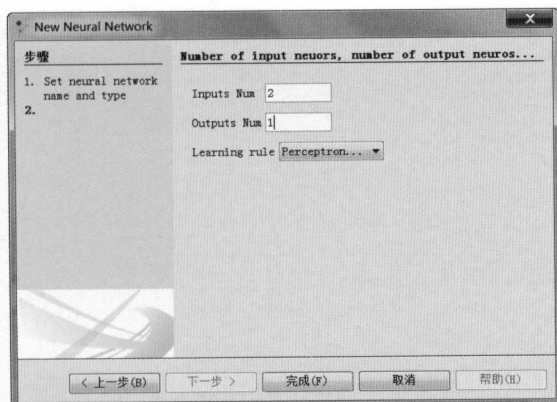 New Neural Network
步骤
1. Set neural network
name and type
2.
Number of input neuors, number of output neuros...
Inputs Num 2
Outputs Num 1
Learning rule Perceptron...
< 上一步(B)
下一步 >
完成(F)
取消
帮助(H)